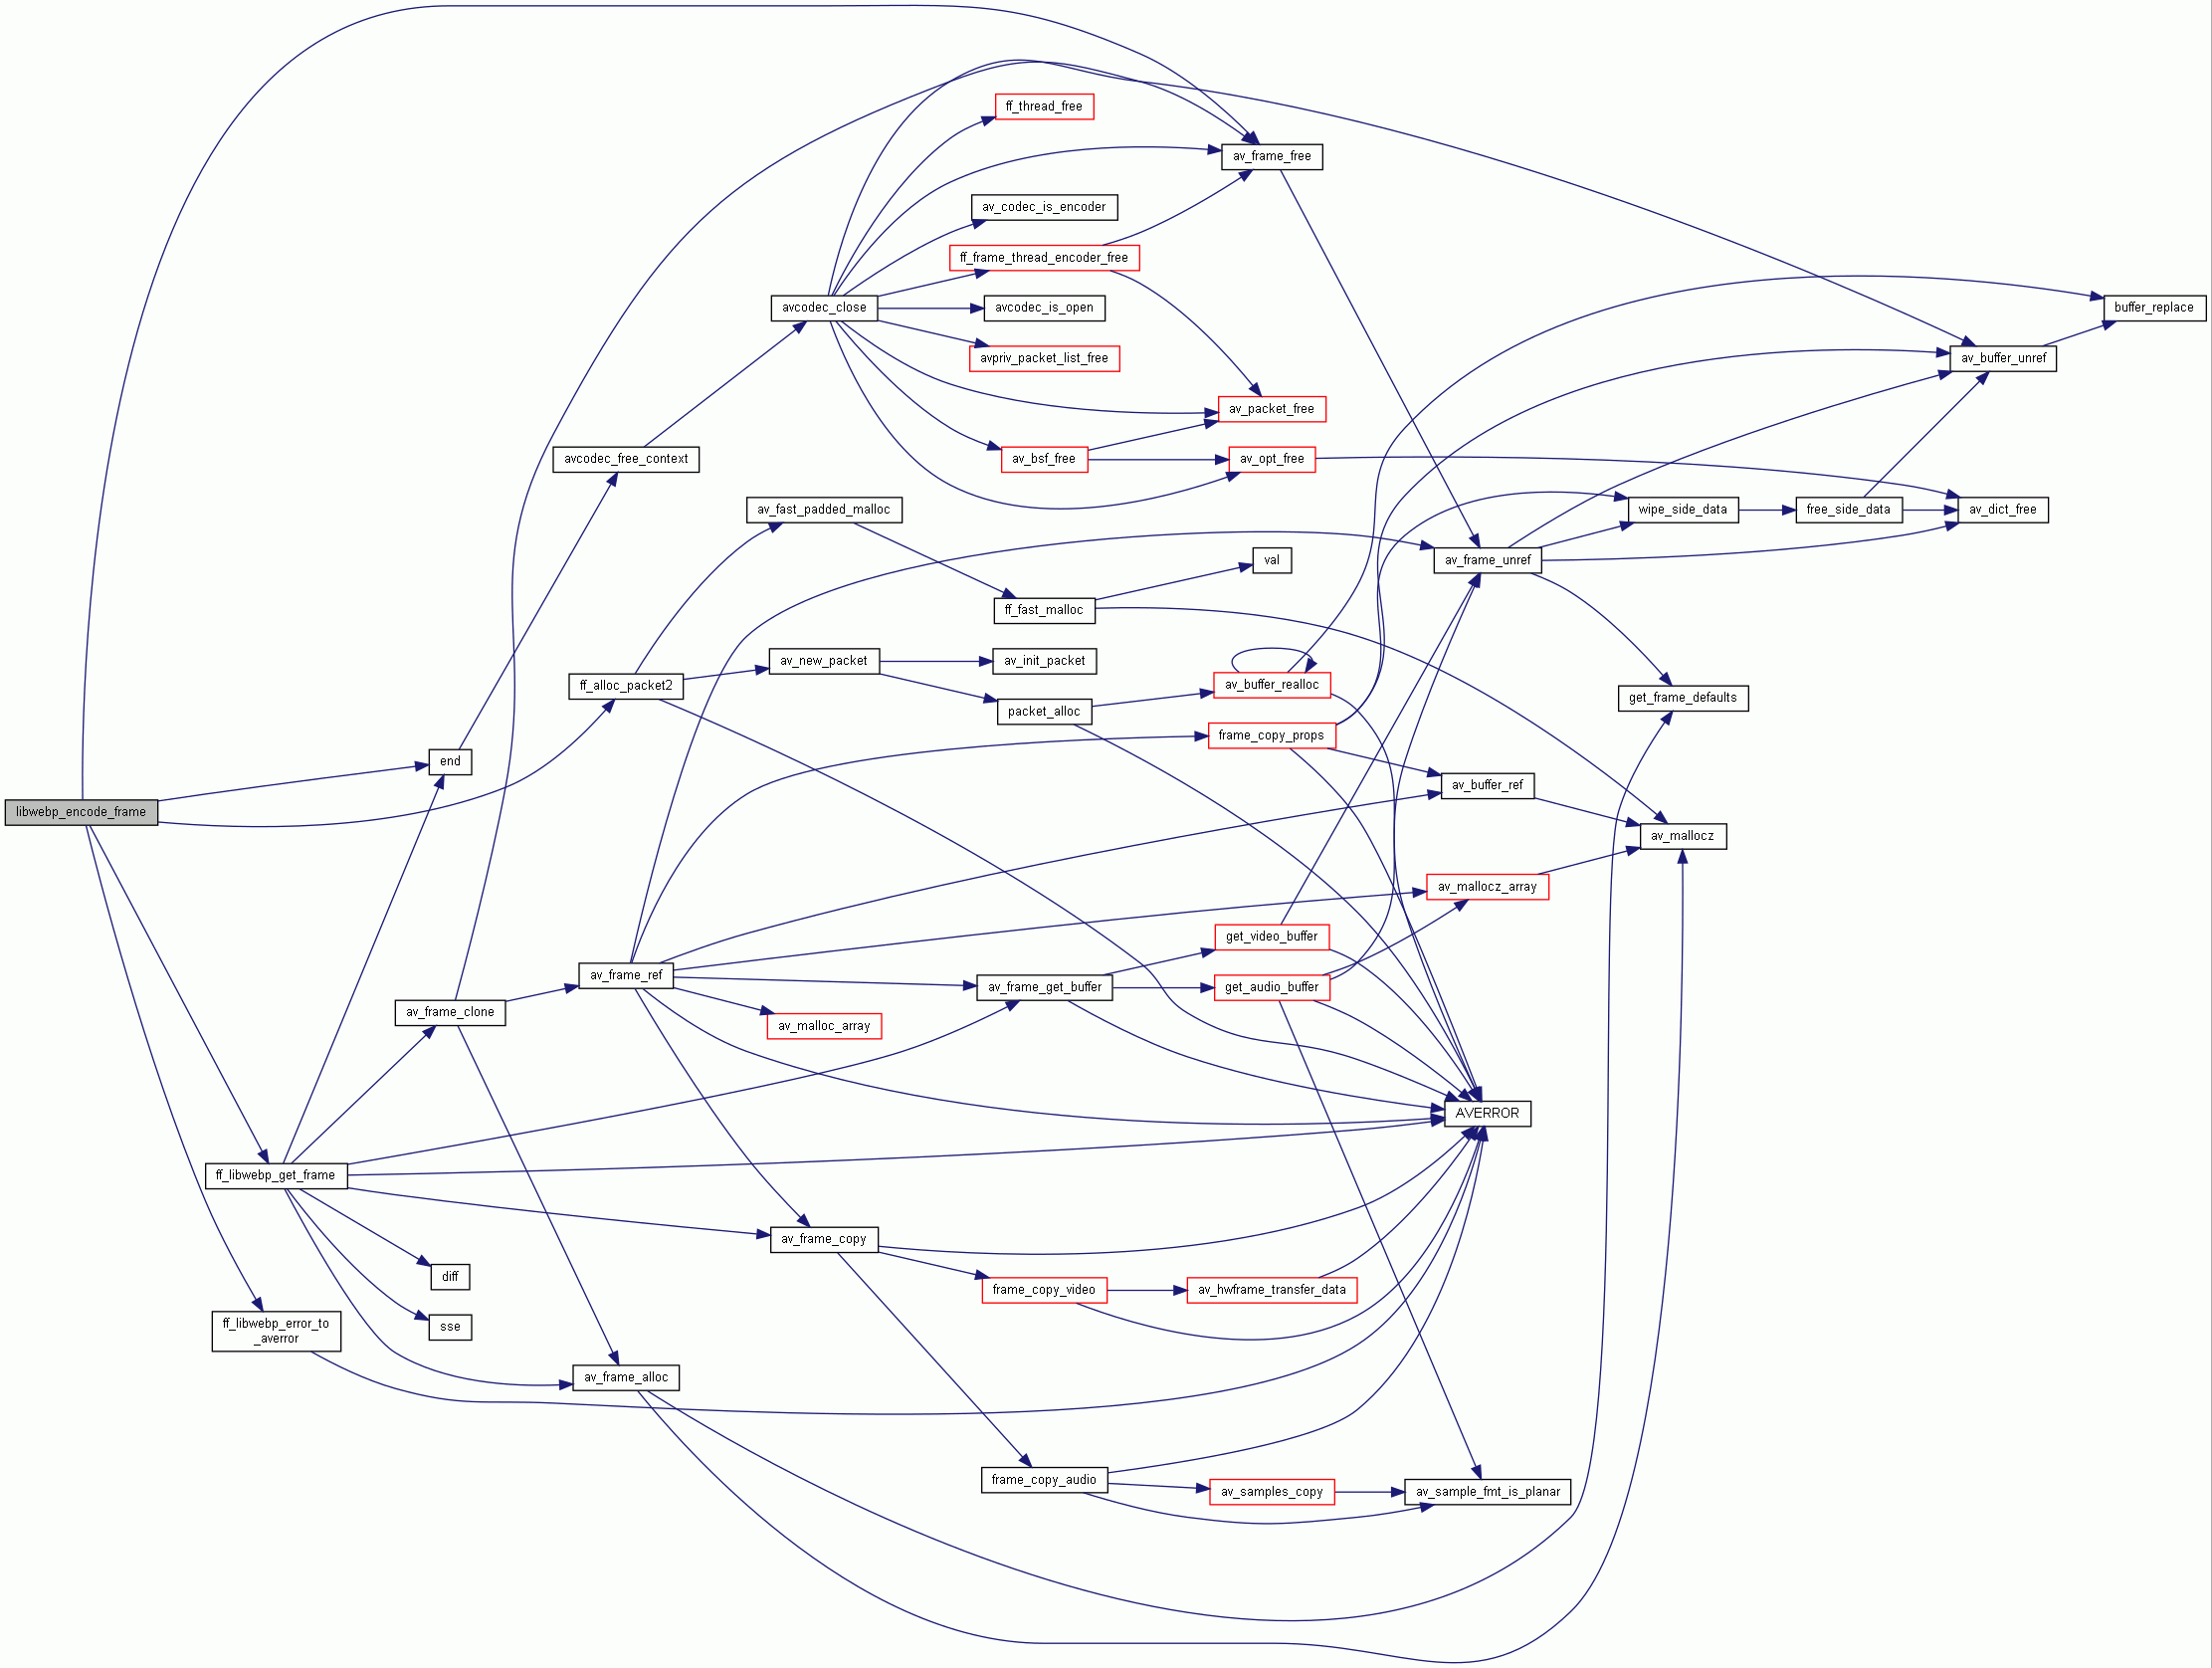 ff_thread_free
av_frame_free
av_codec_is_encoder
ff_frame_thread_encoder_free
avcodec_close
avcodec_is_open
buffer_replace
avpriv_packet_list_free
av_buffer_unref
av_packet_free
avcodec_free_context
av_bsf_free
av_opt_free
av_fast_padded_malloc
wipe_side_data
free_side_data
av_dict_free
val
av_frame_unref
ff_fast_malloc
av_new_packet
av_init_packet
ff_alloc_packet2
av_buffer_realloc
packet_alloc
get_frame_defaults
frame_copy_props
end
av_buffer_ref
libwebp_encode_frame
av_mallocz
av_mallocz_array
get_video_buffer
av_frame_ref
av_frame_get_buffer
get_audio_buffer
av_frame_clone
av_malloc_array
AVERROR
ff_libwebp_get_frame
av_frame_copy
diff
frame_copy_video
av_hwframe_transfer_data
ff_libwebp_error_to
_averror
sse
av_frame_alloc
frame_copy_audio
av_samples_copy
av_sample_fmt_is_planar